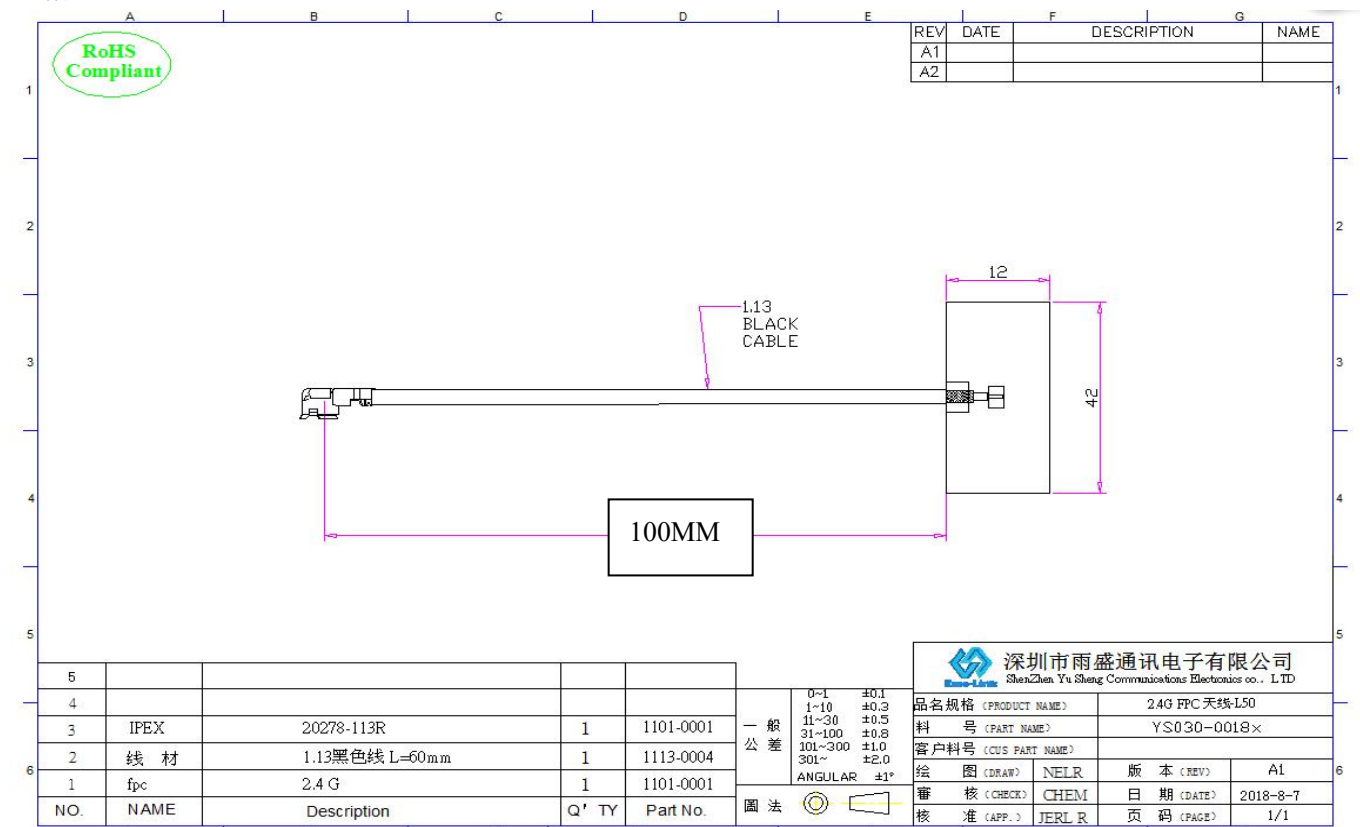 A B C D E F G
RoHS
Compliant
REV DATE DESCRIPTION NAME
A1
A2
1 1
2 2
12
1.13
BLACK
CABLE
3 3
42
4 4
100MM
5 5
深圳市雨盛通讯电子有限公司
ShenZhen Yu Sheng Communications Electronics co.. LTD
5
4
3 IPEX 20278-113R 1 1101-0001
2 线 材 1.13黑色线 L=60mm 1 1113-0004
1 fpc 2.4 G 1 1101-0001
NO. NAME Description Q' TY Part No.
一 般
公 差
0~1 ±0.1
1~10 ±0.3
11~30 ±0.5
31~100 ±0.8
101~300 ±1.0
301~ ±2.0
ANGULAR ±1°
圖 法
品名规格 (PRODUCT NAME) 2.4G FPC 天线-L50
料 号 (PART NAME) YS030-0018×
客户料号 (CUS PART NAME)
绘 图 (DRAW) NELR 版 本 (REV) A1
審 核 (CHECK) CHEM 日 期 (DATE) 2018-8-7
核 准 (APP.) JERL R 页 码 (PAGE) 1/1
6 6